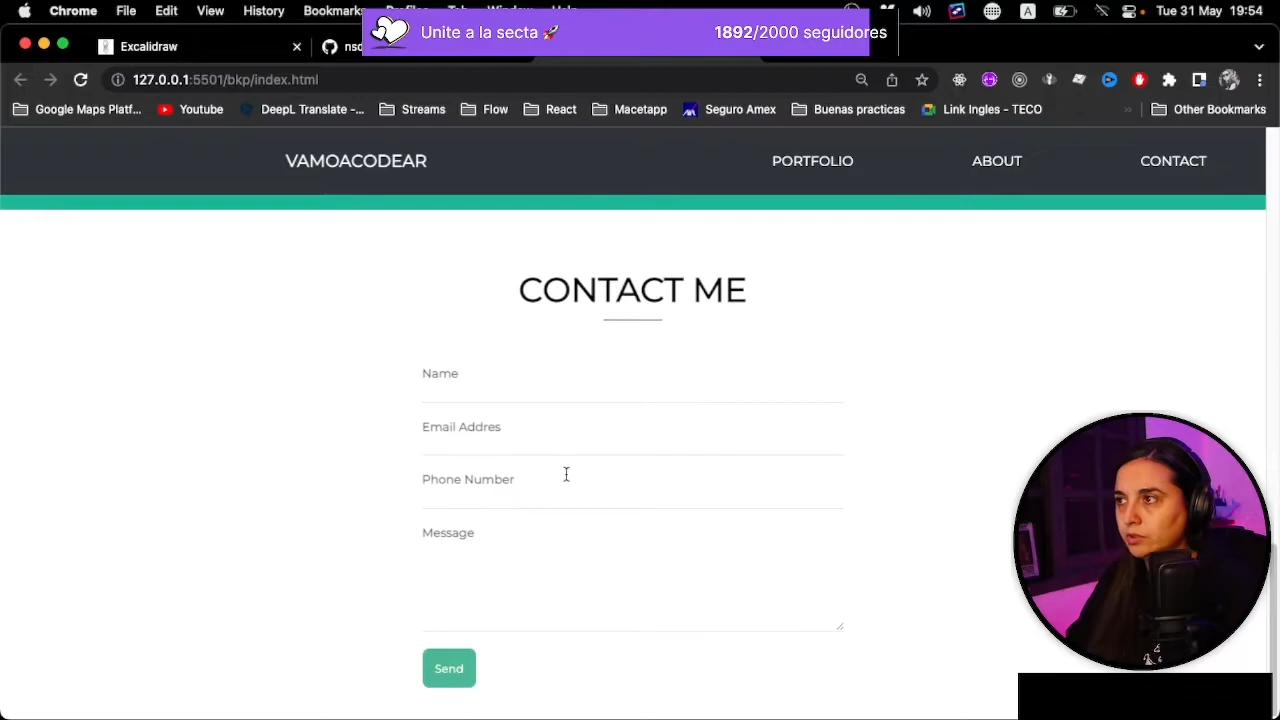 Chrome File Edit View History Bookmarks
A Tue 31 May 19:54
Unite a la secta 🚀 1892/2000 seguidores
Excalidraw
127.0.0.1:5501/bkp/index.html
Google Maps Platf... Youtube DeepL Translate -... Streams Flow React Macetapp AXA Seguro Amex Buenas practicas Link Ingles - TECO » Other Bookmarks
VAMOACODEAR PORTFOLIO ABOUT CONTACT
CONTACT ME
Name
Email Addres
Phone Number
Message
Send